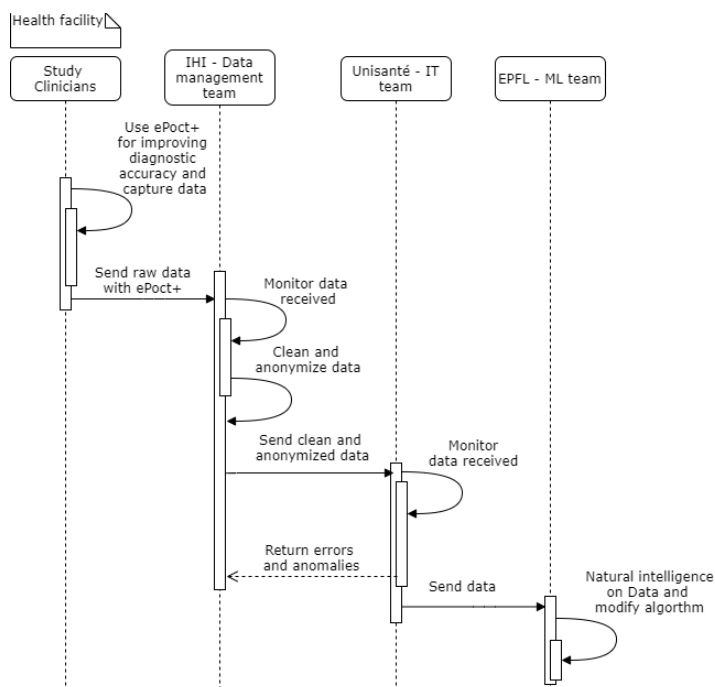 Health facility
Study
Clinicians
IHI - Data
management
team
Unisanté - IT
team
EPFL - ML team
Use ePoct+
for improving
diagnostic
accuracy and
capture data
Send raw data
with ePoct+
Monitor data
received
Clean and
anonymize data
Send clean and
anonymized data
Monitor
data received
Return errors
and anomalies
Send data
Natural intelligence
on Data and
modify algorthm